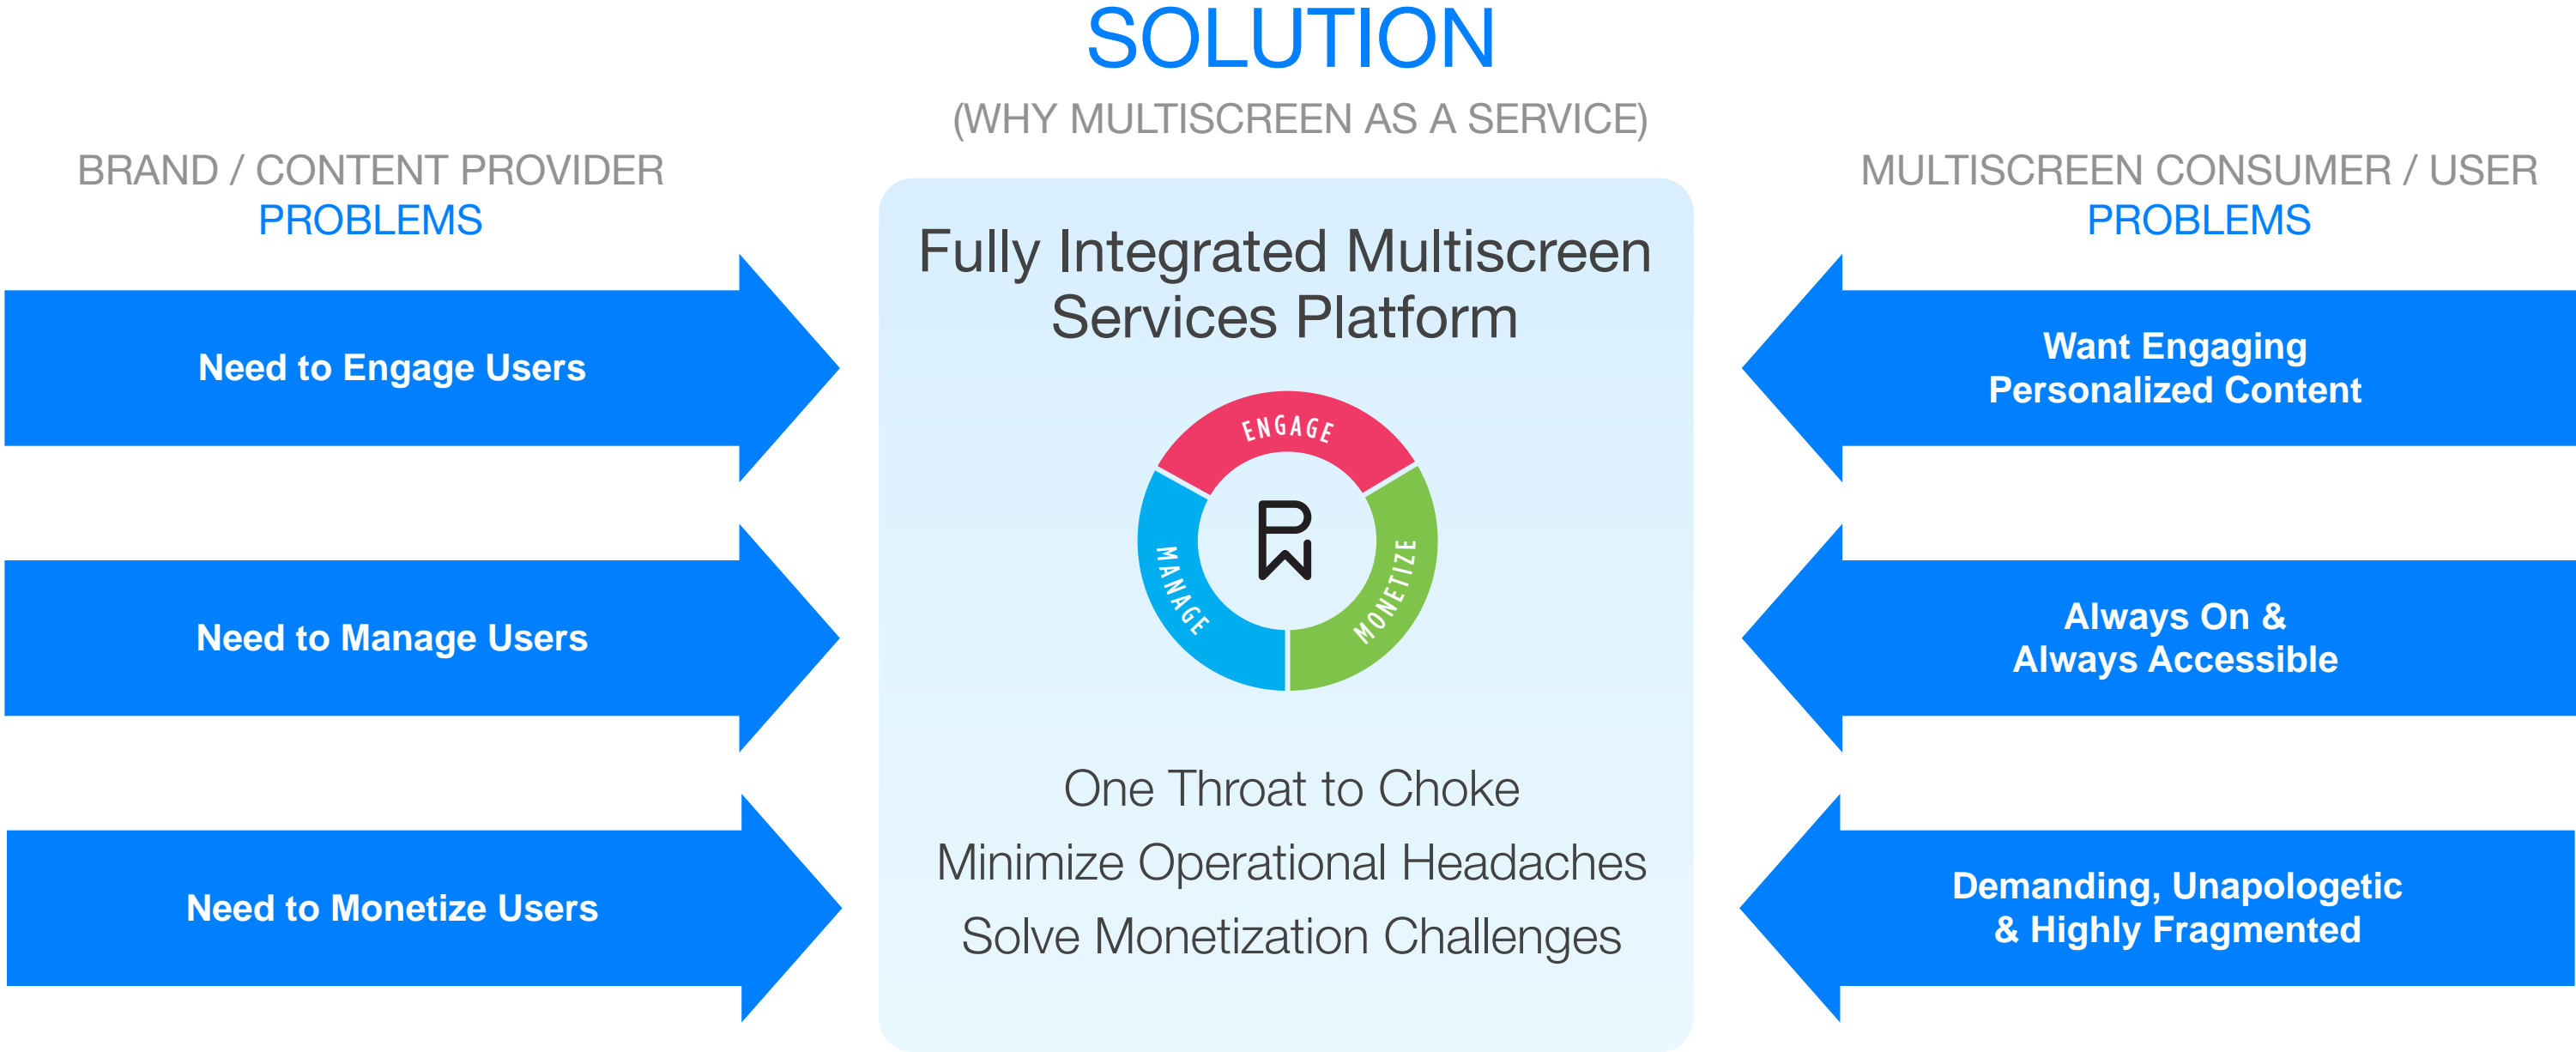 SOLUTION
(WHY MULTISCREEN AS A SERVICE)
BRAND / CONTENT PROVIDER
PROBLEMS
Need to Engage Users
Need to Manage Users
Need to Monetize Users
Fully Integrated Multiscreen
Services Platform
ENGAGE
MANAGE
MONETIZE
PW
One Throat to Choke
Minimize Operational Headaches
Solve Monetization Challenges
MULTISCREEN CONSUMER / USER
PROBLEMS
Want Engaging
Personalized Content
Always On &
Always Accessible
Demanding, Unapologetic
& Highly Fragmented